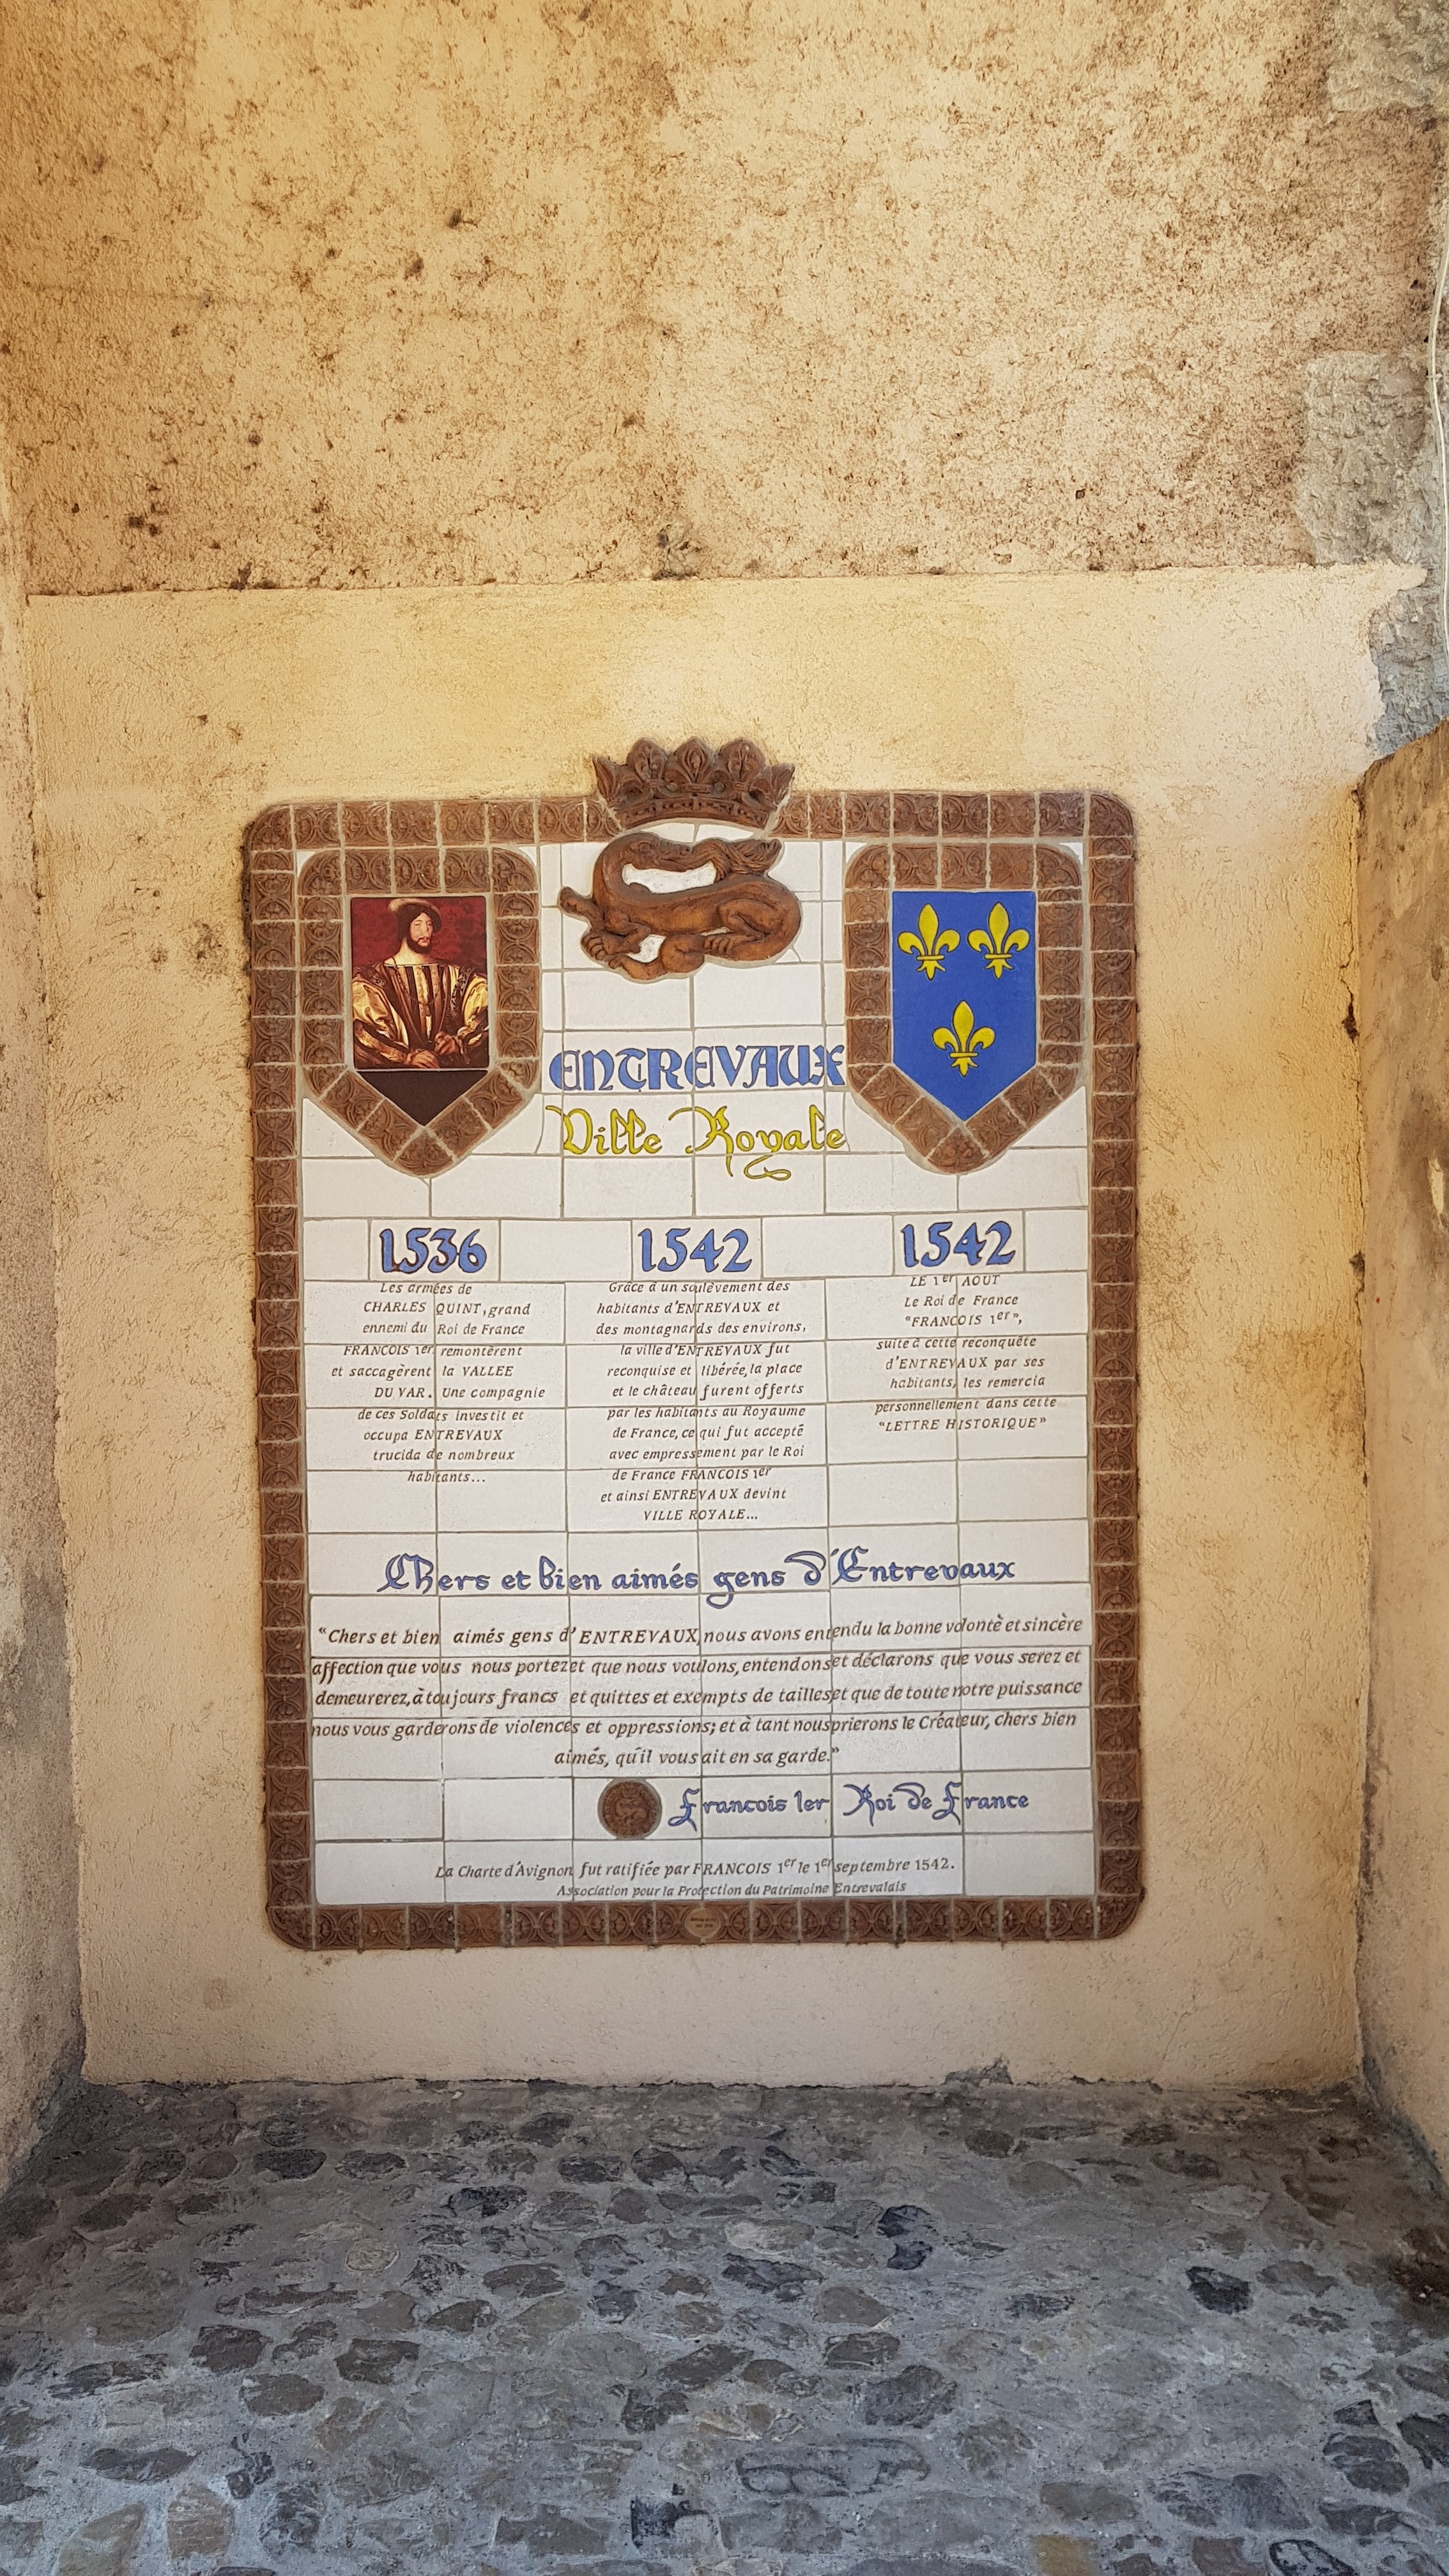 ENTREVAUX
Ville Royale
1536
Les armées de
CHARLES QUINT, grand
ennemi du Roi de France
FRANCOIS 1er remontèrent
et saccagèrent la VALLEE
DU VAR. Une compagnie
de ces Soldats investit et
occupa ENTREVAUX
trucida de nombreux
habitants...
1542
Grâce à un soulèvement des
habitants d'ENTREVAUX et
des montagnards des environs,
la ville d'ENTREVAUX fut
reconquise et libérée, la place
et le château furent offerts
par les habitants au Royaume
de France, ce qui fut accepté
avec empressement par le Roi
de France FRANCOIS 1er
et ainsi ENTREVAUX devint
VILLE ROYALE...
1542
LE 1er AOUT
Le Roi de France
"FRANCOIS 1er",
suite à cette reconquête
d'ENTREVAUX par ses
habitants, les remercia
personnellement dans cette
"LETTRE HISTORIQUE"
Chers et bien aimés gens d'Entrevaux
"Chers et bien aimés gens d'ENTREVAUX, nous avons entendu la bonne volontè et sincère
affection que vous nous portez et que nous voulons, entendons et déclarons que vous serez et
demeurerez, à toujours francs et quittes et exempts de tailles et que de toute notre puissance
nous vous garderons de violences et oppressions; et à tant nous prierons le Créateur, chers bien
aimés, qu'il vous ait en sa garde."
Francois 1er Roi de France
La Charte d'Avignon fut ratifiée par FRANCOIS 1er le 1er septembre 1542.
Association pour la Protection du Patrimoine Entrevalais